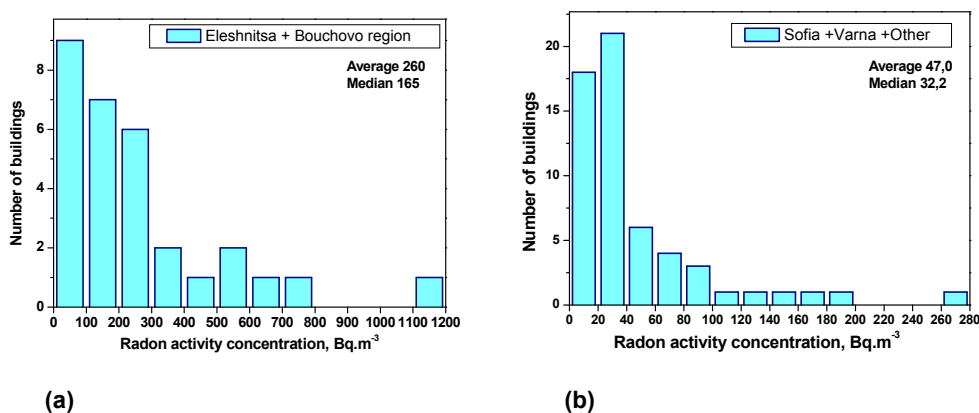 Eleshnitsa + Bouchovo region
Average 260
Median 165
Number of buildings
8
6
4
2
0
0 100 200 300 400 500 600 700 800 900 1000 1100 1200
Radon activity concentration, Bq.m-3
(a)
Sofia +Varna +Other
Average 47,0
Median 32,2
Number of buildings
20
15
10
5
0
0 20 40 60 80 100 120 140 160 180 200 220 240 260 280
Radon activity concentration, Bq.m-3
(b)